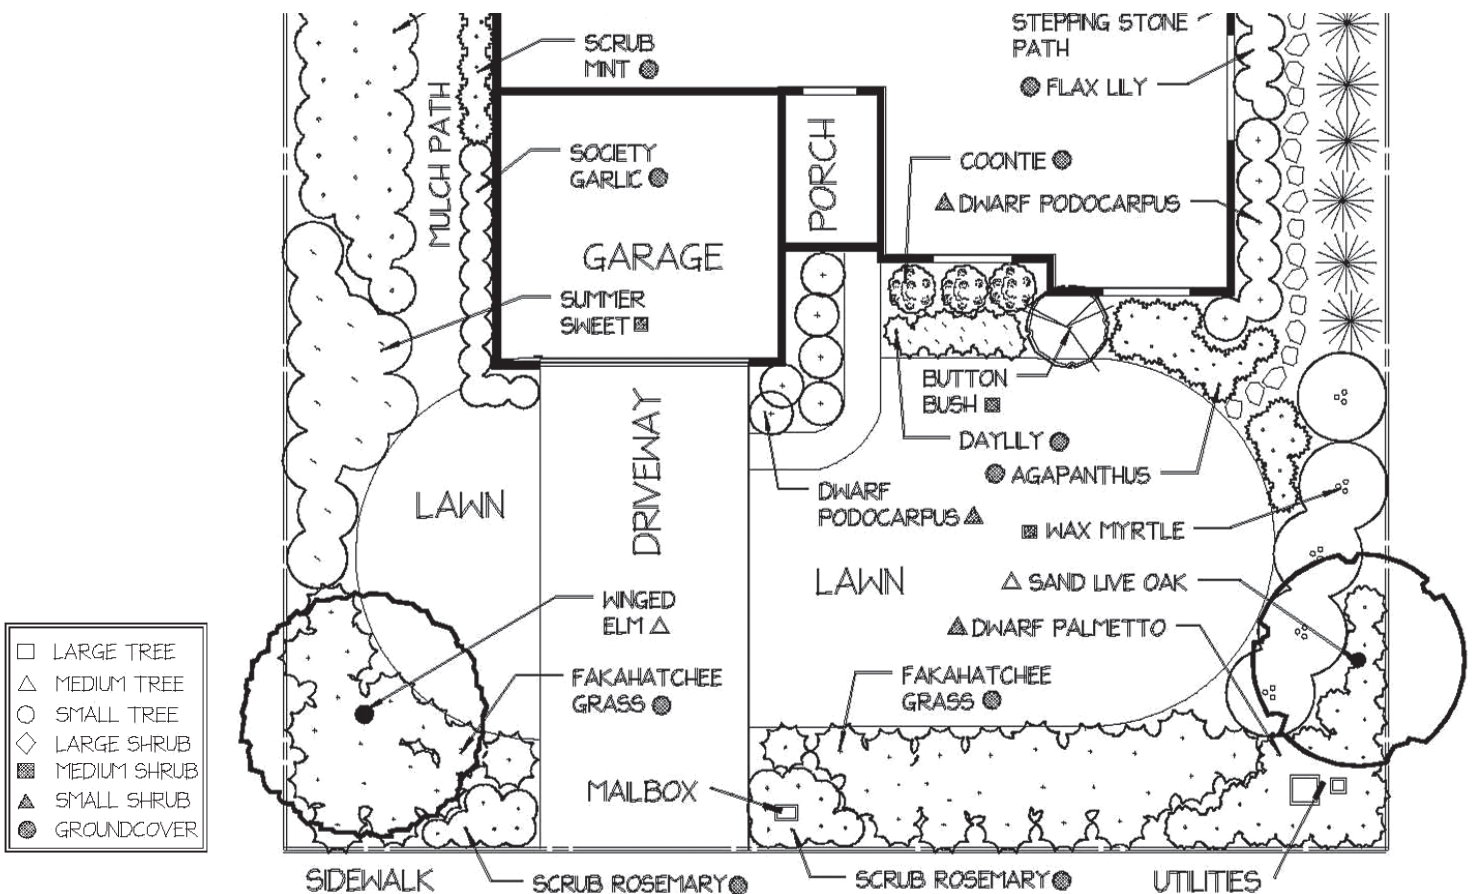 STEPPING STONE
PATH
SCRUB
MINT
FLAX LILY
MULCH PATH
SOCIETY
GARLIC
PORCH
COONTIE
DWARF PODOCARPUS
GARAGE
SUMMER
SWEET
BUTTON
BUSH
DRIVEWAY
DAYLILY
AGAPANTHUS
LAWN
DWARF
PODOCARPUS
WAX MYRTLE
LAWN
SAND LIVE OAK
WINGED
ELM
DWARF PALMETTO
FAKAHATCHEE
GRASS
FAKAHATCHEE
GRASS
LARGE TREE
MEDIUM TREE
SMALL TREE
LARGE SHRUB
MEDIUM SHRUB
SMALL SHRUB
GROUNDCOVER
MAILBOX
SIDEWALK
SCRUB ROSEMARY
SCRUB ROSEMARY
UTILITIES